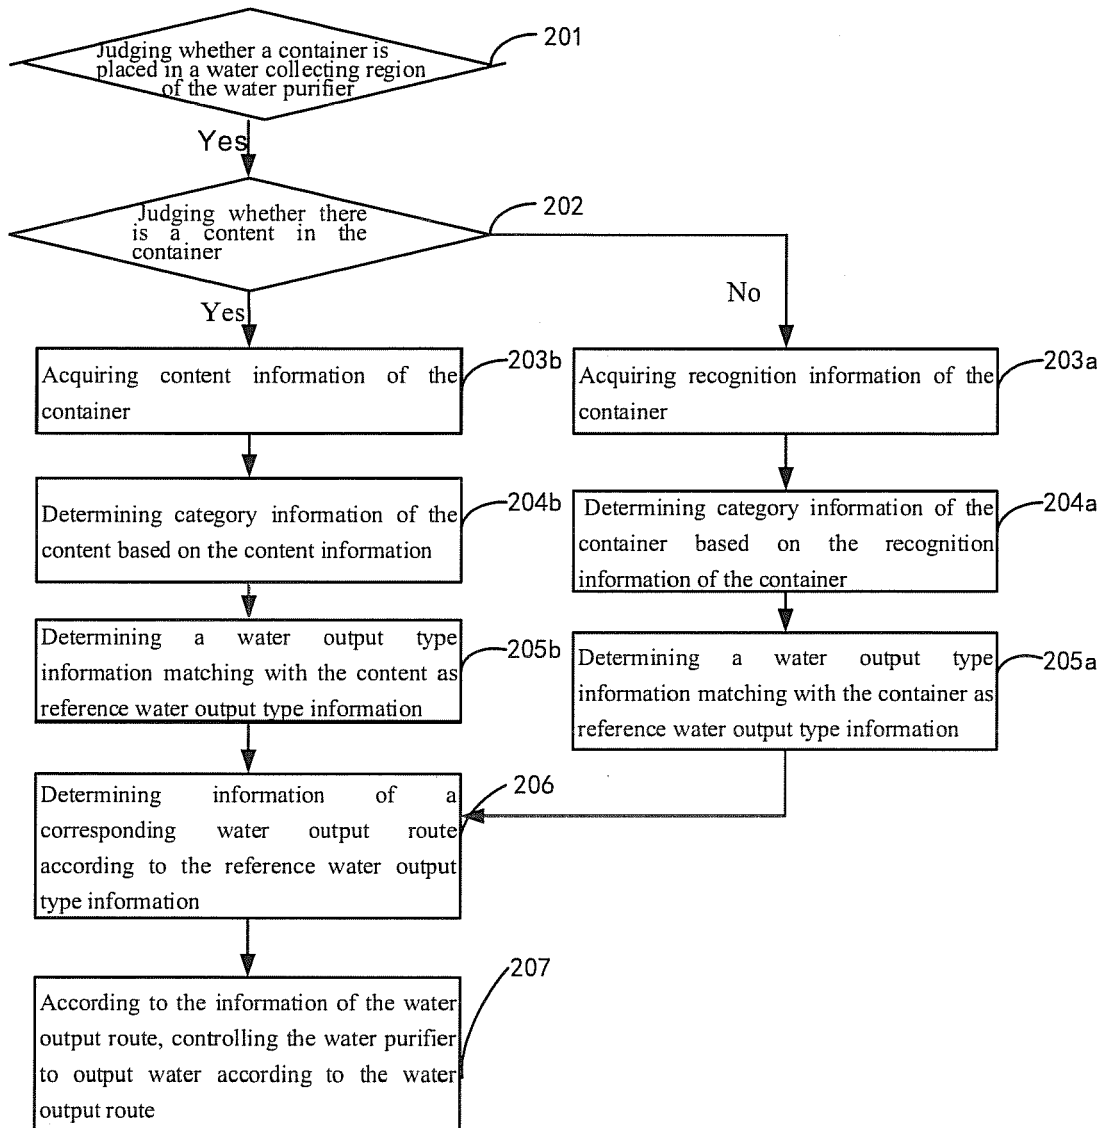 Judging whether a container is
placed in a water collecting region
of the water purifier
201
Yes
Judging whether there
is a content in the
container
202
Yes
No
Acquiring content information of the
container
203b
Acquiring recognition information of the
container
203a
Determining category information of the
content based on the content information
204b
Determining category information of the
container based on the recognition
information of the container
204a
Determining a water output type
information matching with the content as
reference water output type information
205b
Determining a water output type
information matching with the container as
reference water output type information
205a
Determining information of a
corresponding water output route
according to the reference water output
type information
206
According to the information of the water
output route, controlling the water purifier
to output water according to the water
output route
207